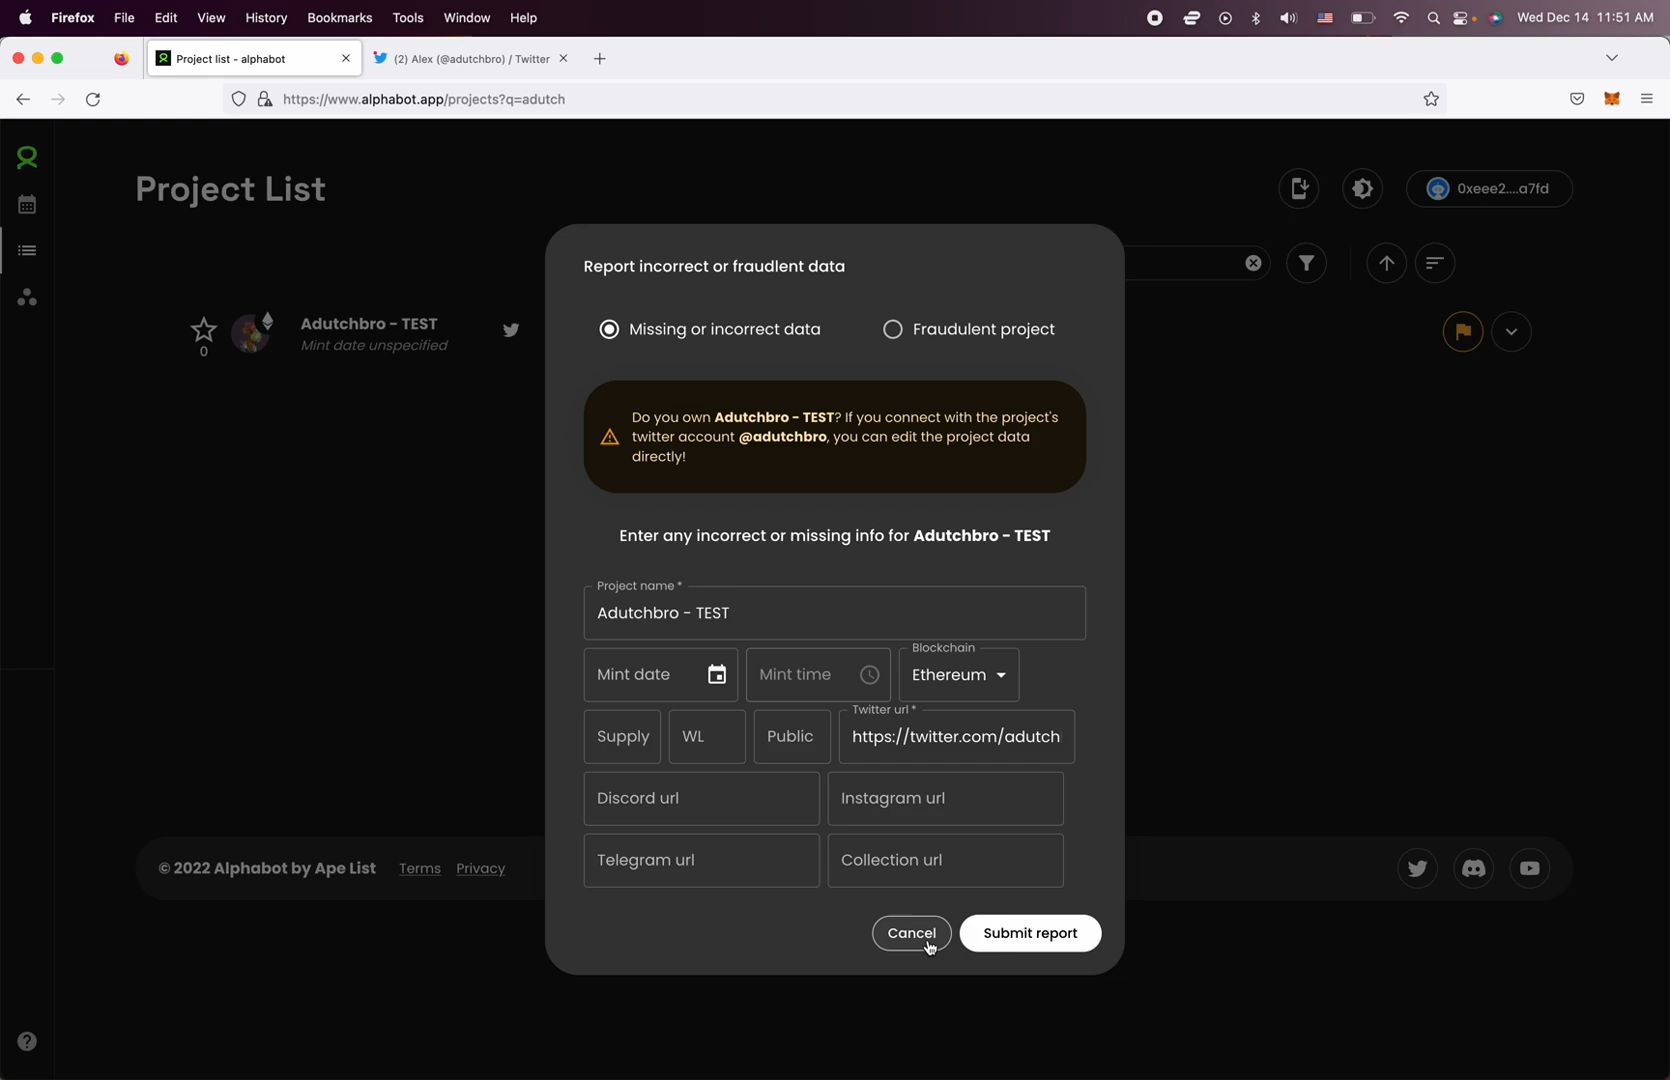 Firefox File Edit View History Bookmarks Tools Window Help Wed Dec 14 11:51 AM
Project list - alphabot (2) Alex (@adutchbro) / Twitter
https://www.alphabot.app/projects?q=adutch
Project List
0xeee2....a7fd
Report incorrect or fraudlent data
Missing or incorrect data Fraudulent project
Adutchbro - TEST
Mint date unspecified
0
Do you own Adutchbro - TEST? If you connect with the project's
twitter account @adutchbro, you can edit the project data
directly!
Enter any incorrect or missing info for Adutchbro - TEST
Project name *
Adutchbro - TEST
Blockchain
Mint date Mint time Ethereum
Twitter url *
Supply WL Public https://twitter.com/adutch
Discord url Instagram url
Telegram url Collection url
© 2022 Alphabot by Ape List Terms Privacy
Cancel Submit report